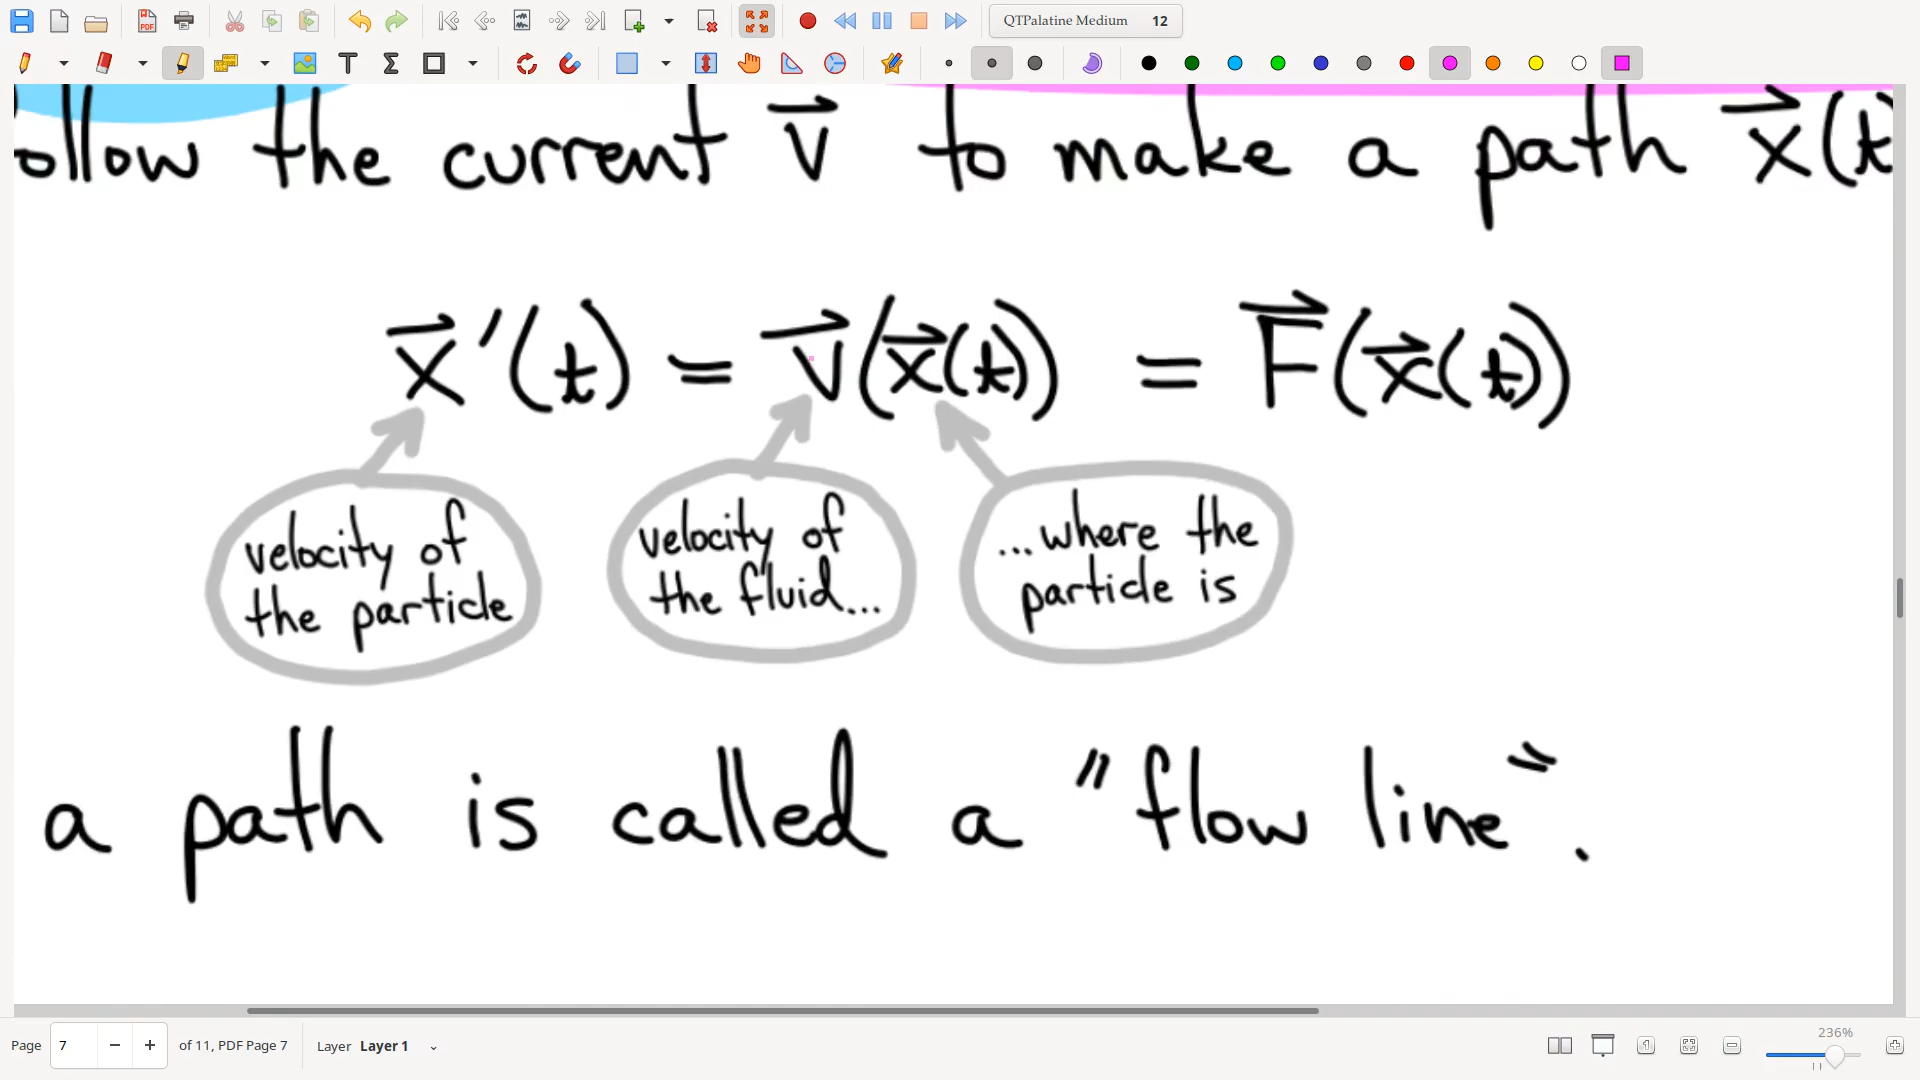 QTPalatine Medium 12
ollow the current v⃗ to make a path x⃗(t
x⃗'(t) = v⃗(x⃗(t)) = F⃗(x⃗(t))
velocity of
the particle
velocity of
the fluid...
...where the
particle is
a path is called a "flow line".
Page 7 of 11, PDF Page 7 Layer Layer 1
236%